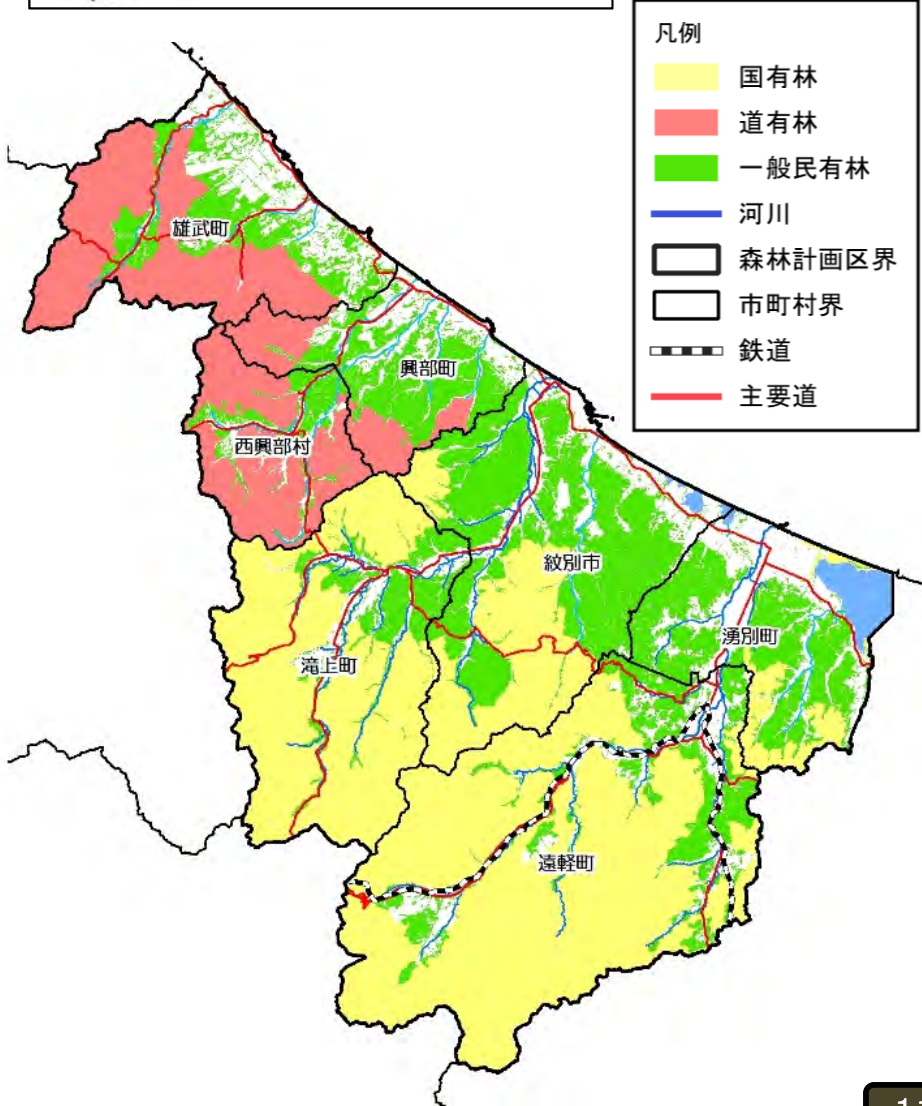 凡例
国有林
道有林
一般民有林
河川
森林計画区界
市町村界
鉄道
主要道
雄武町
興部町
西興部村
紋別市
湧別町
滝上町
遠軽町